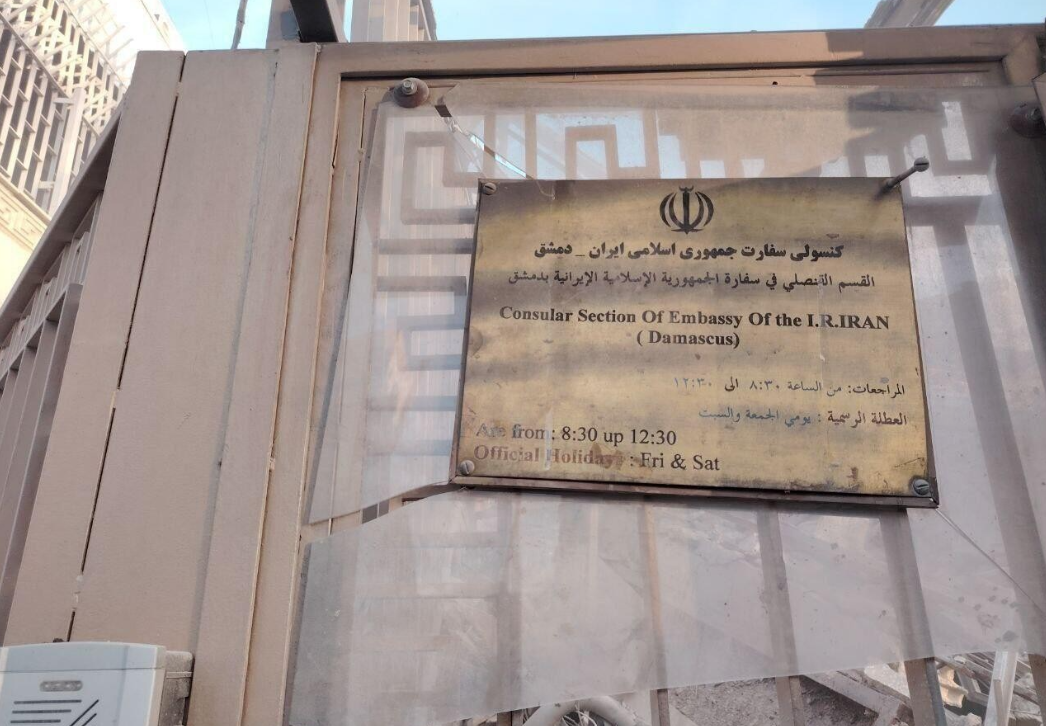 كنسولی سفارت جمهوری اسلامی ایران _ دمشق
القسم القنصلي في سفارة الجمهورية الإسلامية الإيرانية بدمشق
Consular Section Of Embassy Of the I.R.IRAN
( Damascus)
المراجعات: من الساعة ٨:٣٠ الى ١٢:٣٠
العطلة الرسمية : يومي الجمعة والسبت
Are from: 8:30 up 12:30
Official Holidays : Fri & Sat